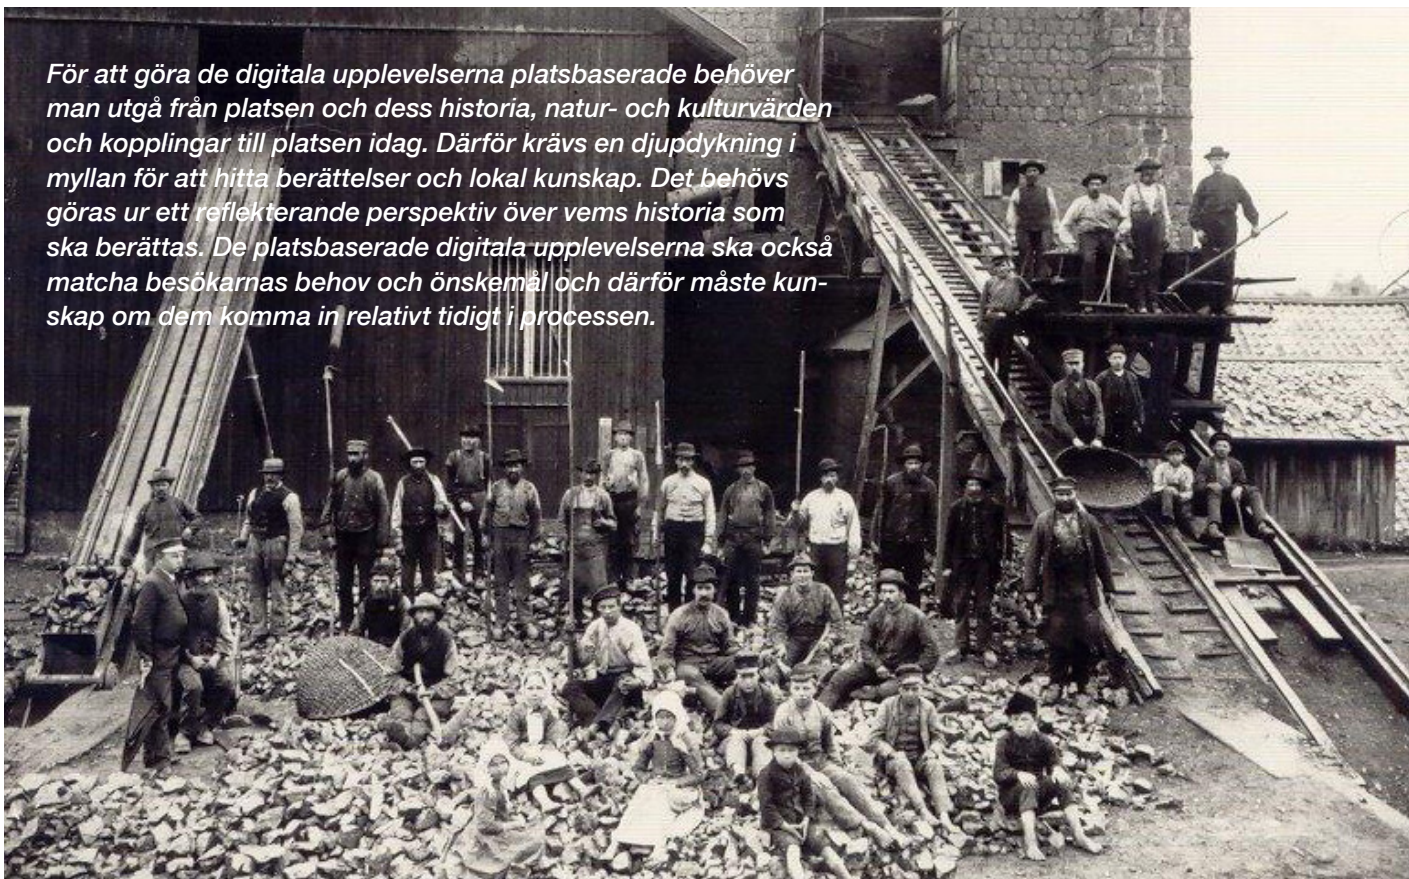 För att göra de digitala upplevelserna platsbaserade behöver
man utgå från platsen och dess historia, natur- och kulturvärden
och kopplingar till platsen idag. Därför krävs en djupdykning i
myllan för att hitta berättelser och lokal kunskap. Det behövs
göras ur ett reflekterande perspektiv över vems historia som
ska berättas. De platsbaserade digitala upplevelserna ska också
matcha besökarnas behov och önskemål och därför måste kun-
skap om dem komma in relativt tidigt i processen.